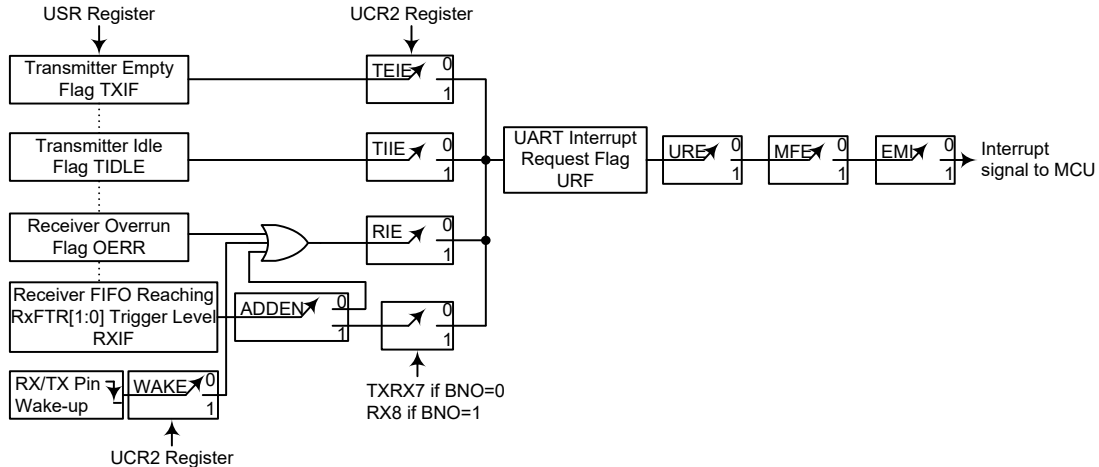 USR Register
UCR2 Register
Transmitter Empty
Flag TXIF
TEIE
0
1
Transmitter Idle
Flag TIDLE
TIIE
0
1
UART Interrupt
Request Flag
URF
URE
0
1
MFE
0
1
EMI
0
1
Interrupt
signal to MCU
Receiver Overrun
Flag OERR
RIE
0
1
Receiver FIFO Reaching
RxFTR[1:0] Trigger Level
RXIF
ADDEN
0
1
0
1
RX/TX Pin
Wake-up
WAKE
0
1
TXRX7 if BNO=0
RX8 if BNO=1
UCR2 Register